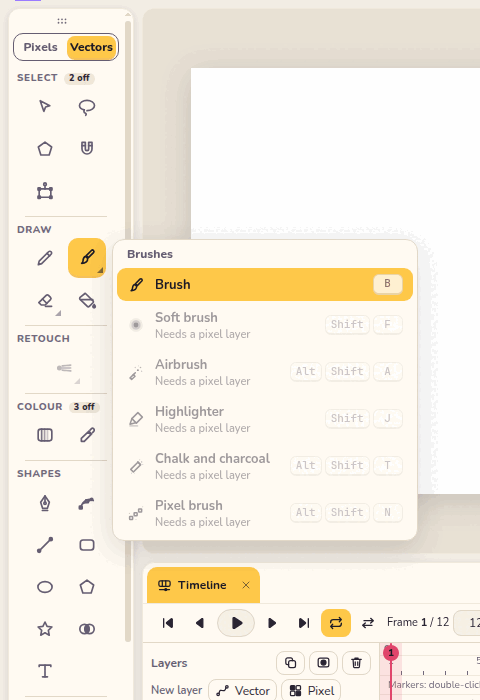 Pixels Vectors
SELECT 2 off
DRAW
Brushes
Brush B
Soft brush Shift F
Needs a pixel layer
Airbrush Alt Shift A
Needs a pixel layer
Highlighter Shift J
Needs a pixel layer
Chalk and charcoal Alt Shift T
Needs a pixel layer
Pixel brush Alt Shift N
Needs a pixel layer
RETOUCH
COLOUR 3 off
SHAPES
Timeline
Frame 1 / 12 12
1
Layers
New layer Vector Pixel
Markers: double-clic